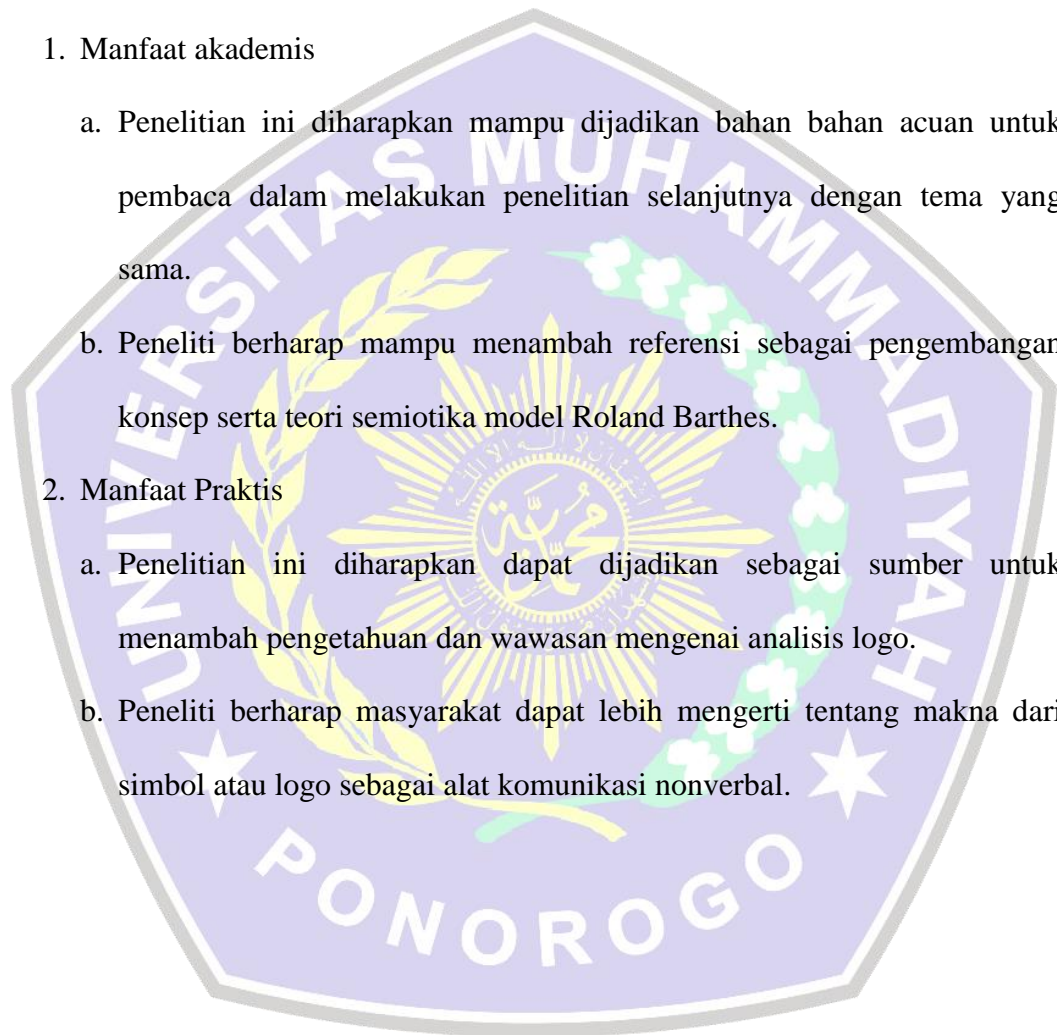 1. Manfaat akademis
a. Penelitian ini diharapkan mampu dijadikan bahan bahan acuan untuk
pembaca dalam melakukan penelitian selanjutnya dengan tema yang
sama.
b. Peneliti berharap mampu menambah referensi sebagai pengembangan
konsep serta teori semiotika model Roland Barthes.
2. Manfaat Praktis
a. Penelitian ini diharapkan dapat dijadikan sebagai sumber untuk
menambah pengetahuan dan wawasan mengenai analisis logo.
b. Peneliti berharap masyarakat dapat lebih mengerti tentang makna dari
simbol atau logo sebagai alat komunikasi nonverbal.
UNIVERSITAS MUHAMMADIYAH
PONOROGO
محمدية